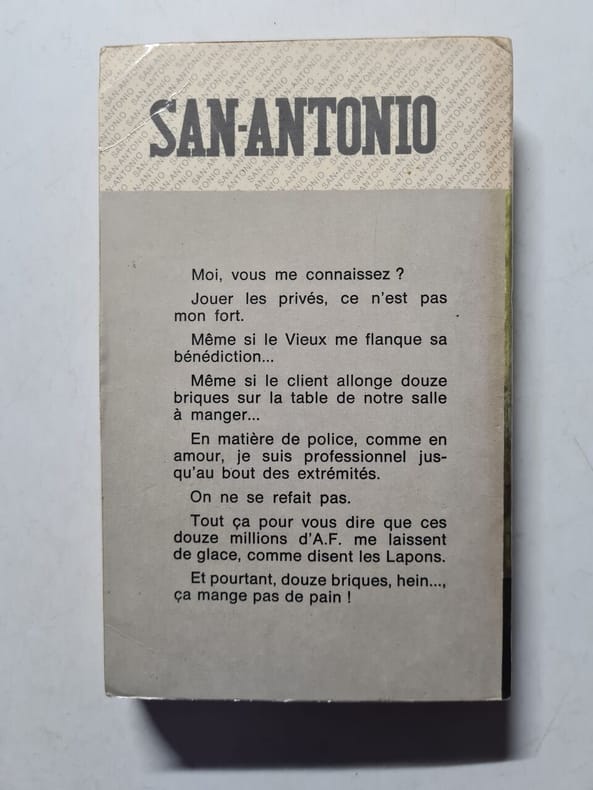 SAN-ANTONIO
Moi, vous me connaissez ?
Jouer les privés, ce n'est pas
mon fort.
Même si le Vieux me flanque sa
bénédiction...
Même si le client allonge douze
briques sur la table de notre salle
à manger...
En matière de police, comme en
amour, je suis professionnel jus-
qu'au bout des extrémités.
On ne se refait pas.
Tout ça pour vous dire que ces
douze millions d'A.F. me laissent
de glace, comme disent les Lapons.
Et pourtant, douze briques, hein...,
ça mange pas de pain !